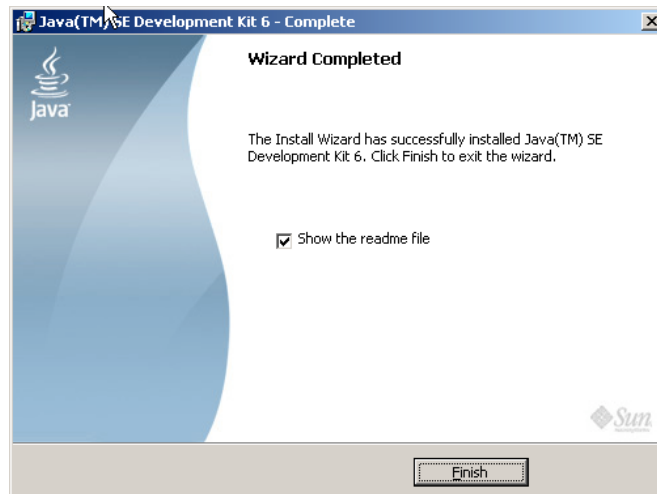 Java(TM) SE Development Kit 6 - Complete
Java
Wizard Completed
The Install Wizard has successfully installed Java(TM) SE
Development Kit 6. Click Finish to exit the wizard.
Show the readme file
Sun
Finish